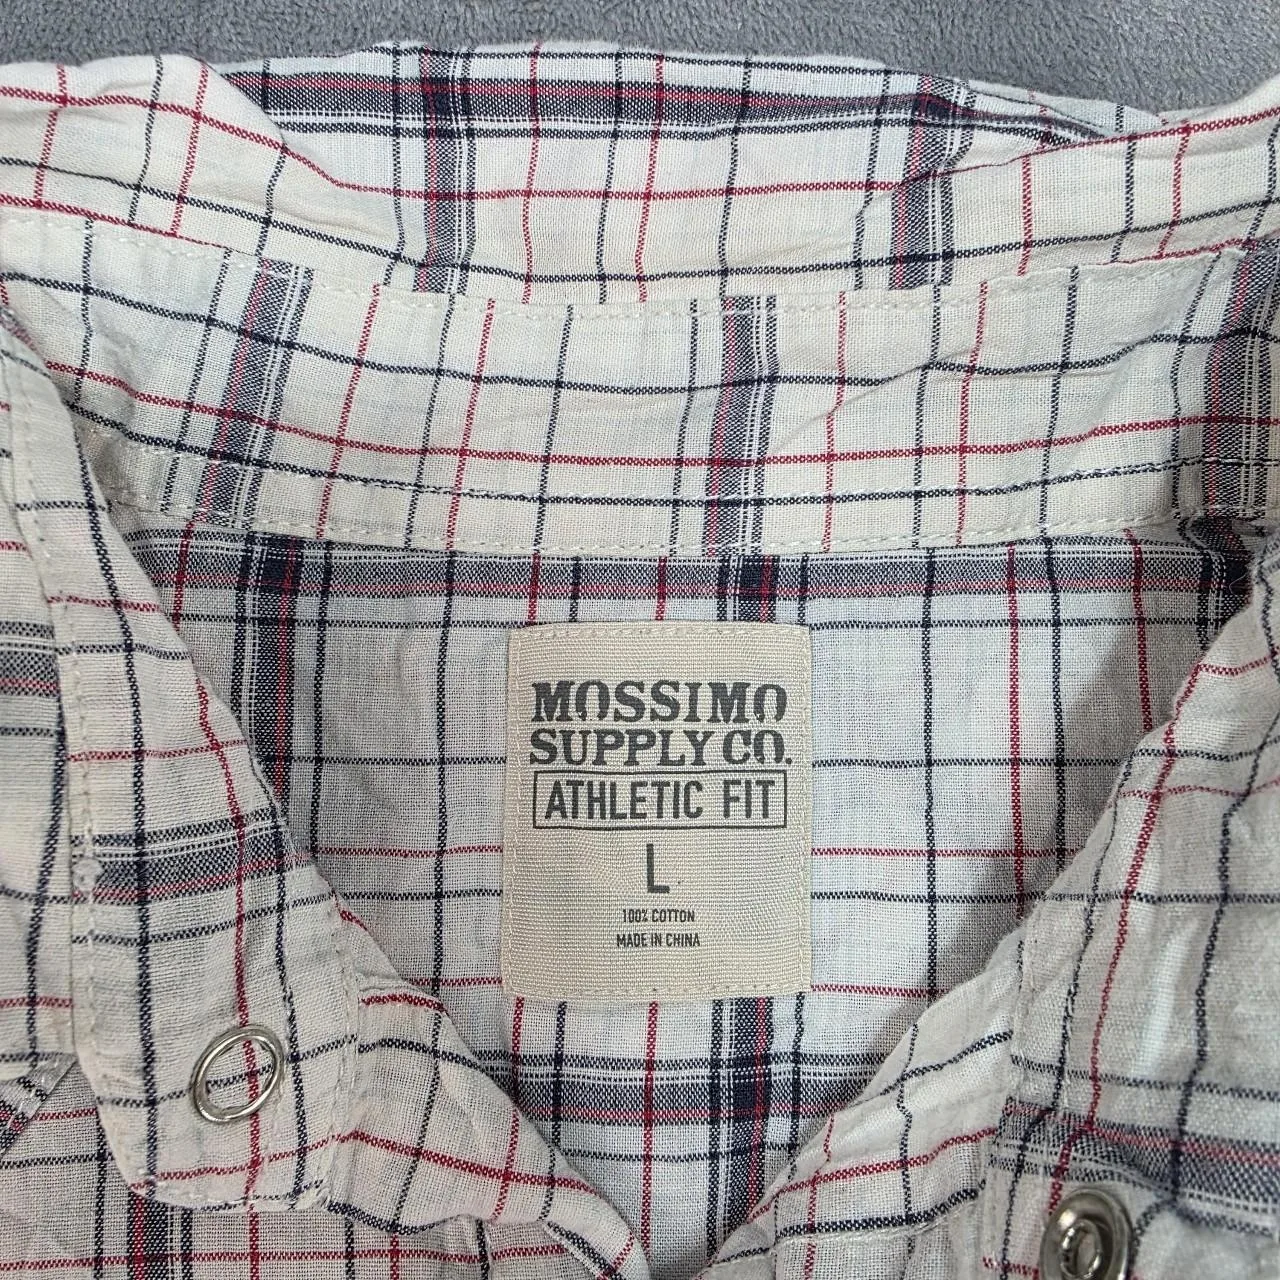 MOSSIMO
SUPPLY CO.
ATHLETIC FIT
L
100% COTTON
MADE IN CHINA